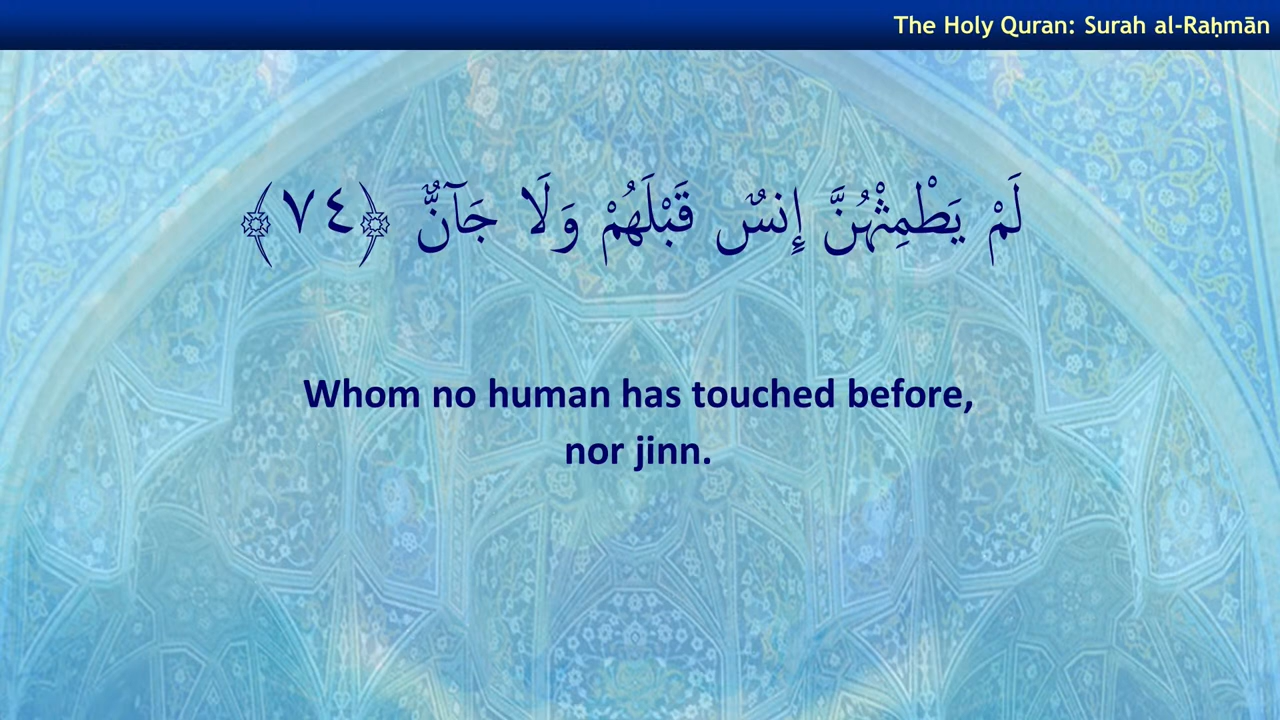 The Holy Quran: Surah al-Raḥmān
لَمْ يَطْمِثْهُنَّ إِنسٌ قَبْلَهُمْ وَلَا جَآنٌّ ﴿٧٤﴾
Whom no human has touched before,
nor jinn.